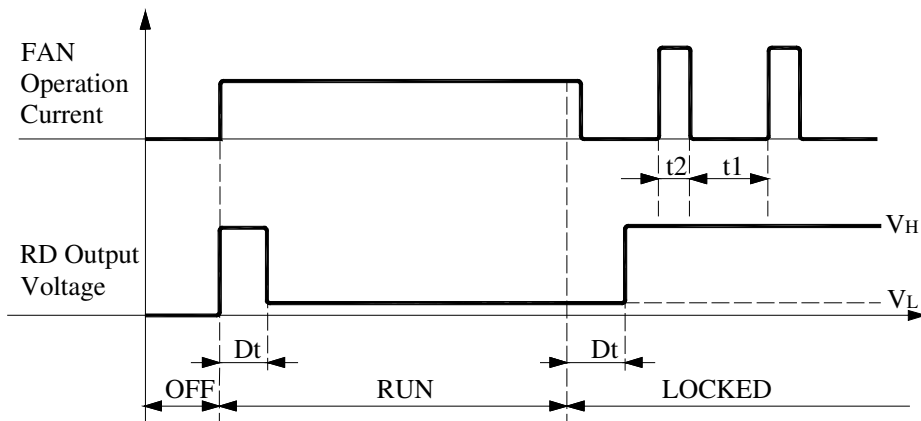 FAN
Operation
Current
t2
t1
RD Output
Voltage
VH
VL
Dt
Dt
OFF
RUN
LOCKED